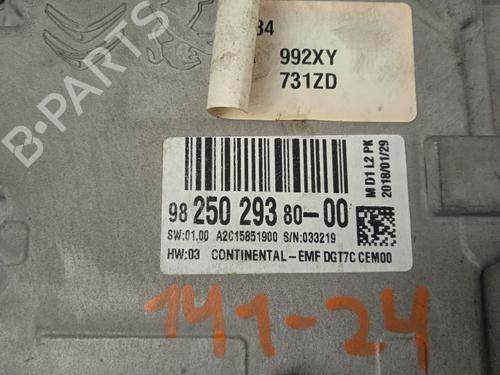 34
992XY
731ZD
M D1 L2 PK
2018/01/29
98 250 293 80-00
SW:01.00 A2C15851900 S/N:033219
HW:03 CONTINENTAL-EMF DGT7C CEM00
141-24
B-PARTS